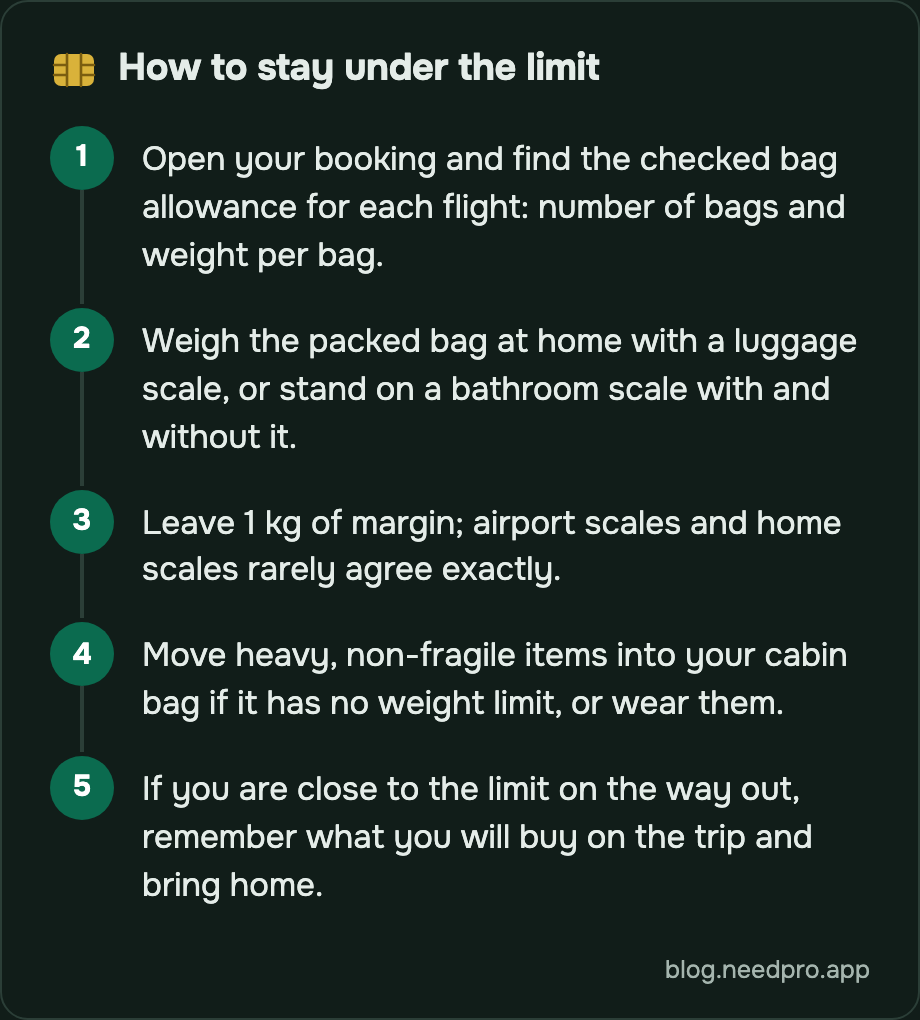 How to stay under the limit
1
Open your booking and find the checked bag
allowance for each flight: number of bags and
weight per bag.
2
Weigh the packed bag at home with a luggage
scale, or stand on a bathroom scale with and
without it.
3
Leave 1 kg of margin; airport scales and home
scales rarely agree exactly.
4
Move heavy, non-fragile items into your cabin
bag if it has no weight limit, or wear them.
5
If you are close to the limit on the way out,
remember what you will buy on the trip and
bring home.
blog.needpro.app